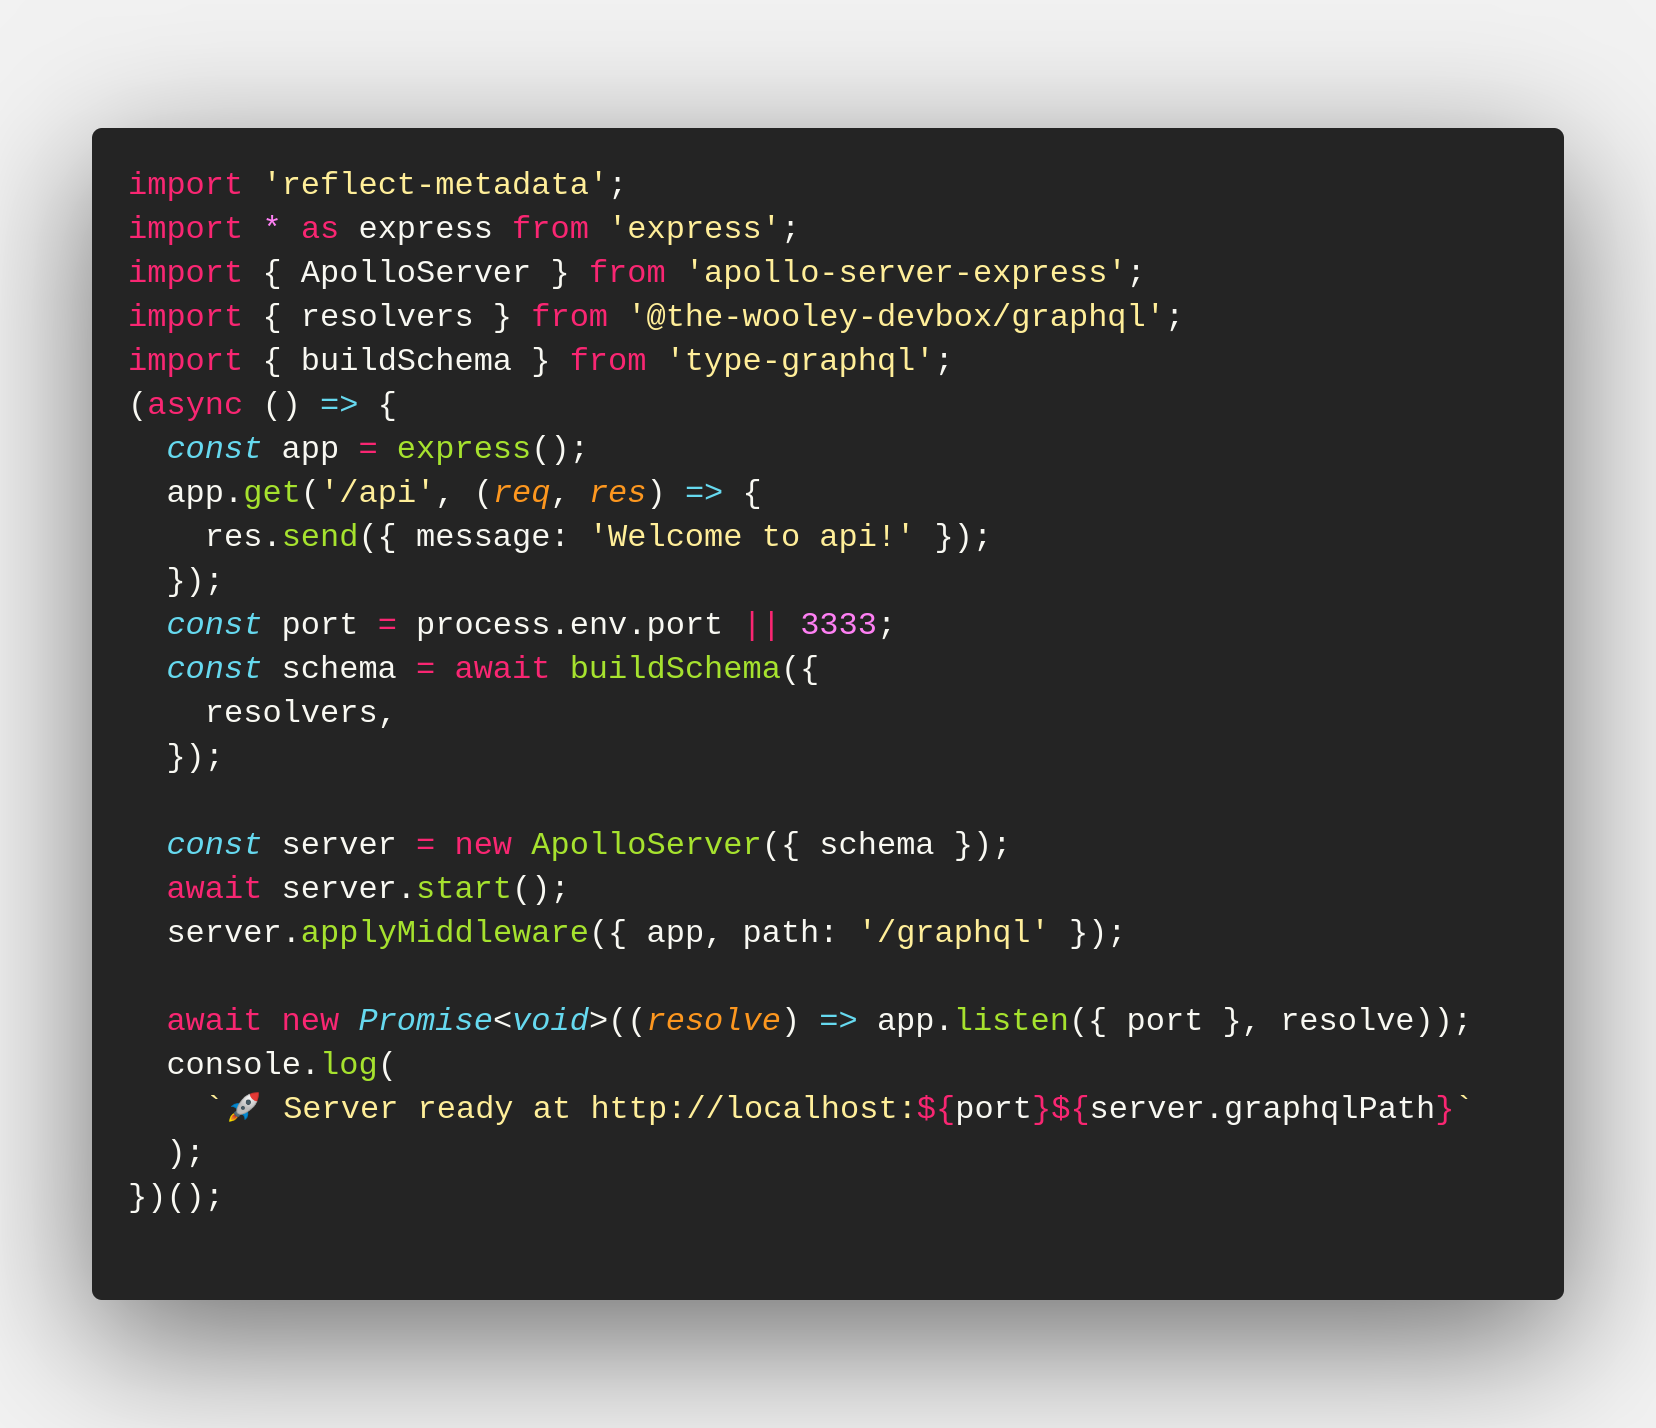 import 'reflect-metadata';
import * as express from 'express';
import { ApolloServer } from 'apollo-server-express';
import { resolvers } from '@the-wooley-devbox/graphql';
import { buildSchema } from 'type-graphql';
(async () => {
  const app = express();
  app.get('/api', (req, res) => {
    res.send({ message: 'Welcome to api!' });
  });
  const port = process.env.port || 3333;
  const schema = await buildSchema({
    resolvers,
  });

  const server = new ApolloServer({ schema });
  await server.start();
  server.applyMiddleware({ app, path: '/graphql' });

  await new Promise<void>((resolve) => app.listen({ port }, resolve));
  console.log(
    `🚀 Server ready at http://localhost:${port}${server.graphqlPath}`
  );
})();